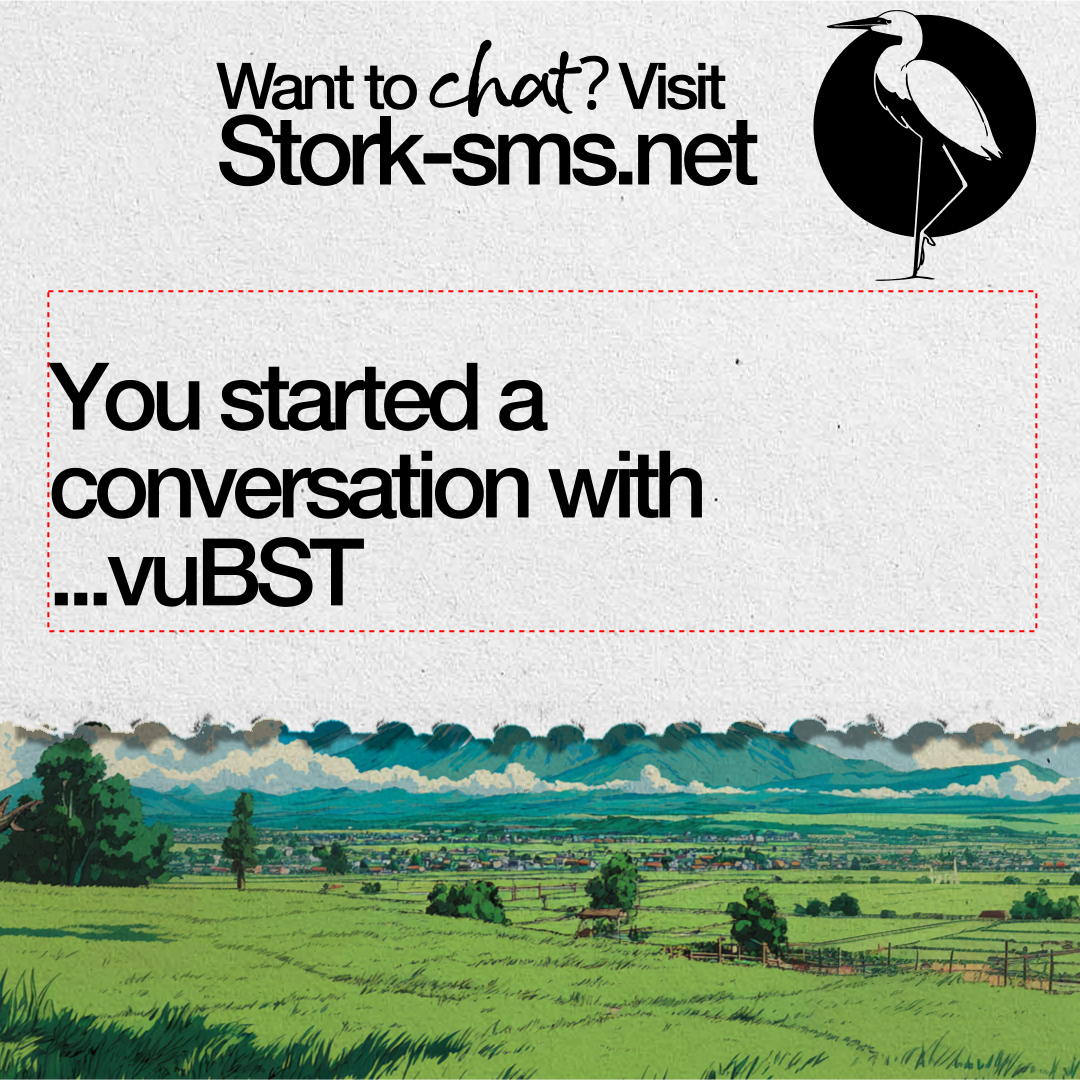 Want to chat? Visit
Stork-sms.net
You started a
conversation with
...vuBST